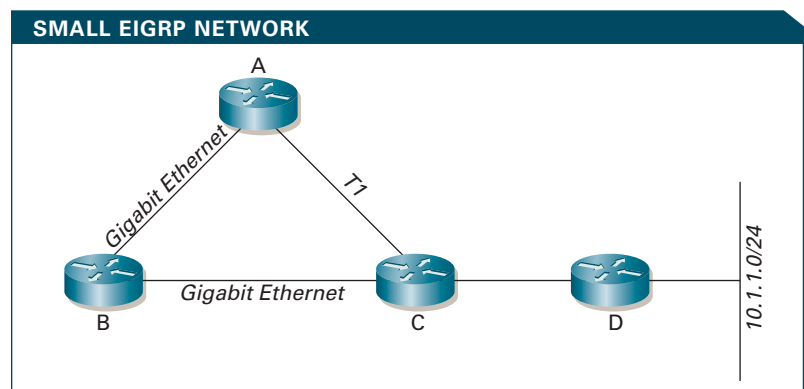 SMALL EIGRP NETWORK
A
Gigabit Ethernet
T1
10.1.1.0/24
Gigabit Ethernet
B
C
D